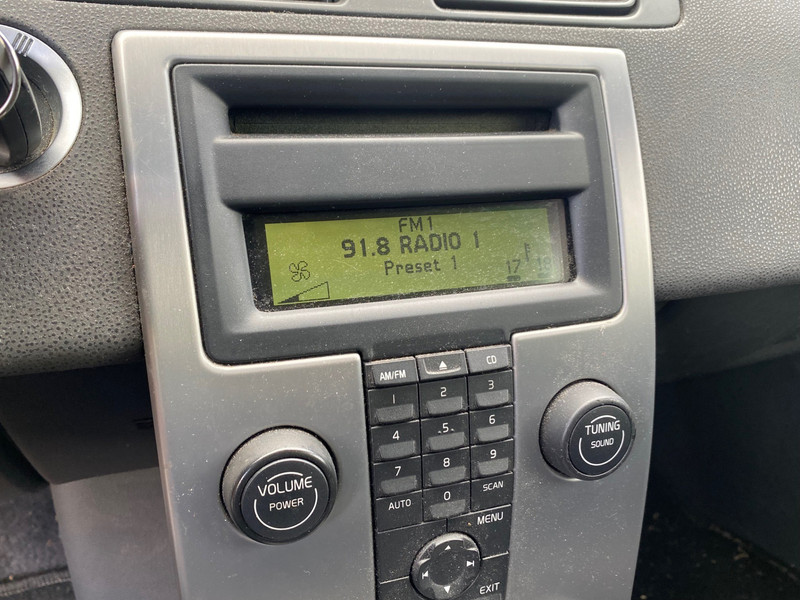 FM1
91.8 RADIO 1
Preset 1
17
AM/FM
CD
1 2 3
4 5 6
7 8 9
AUTO 0 SCAN
MENU
EXIT
VOLUME
POWER
TUNING
SOUND